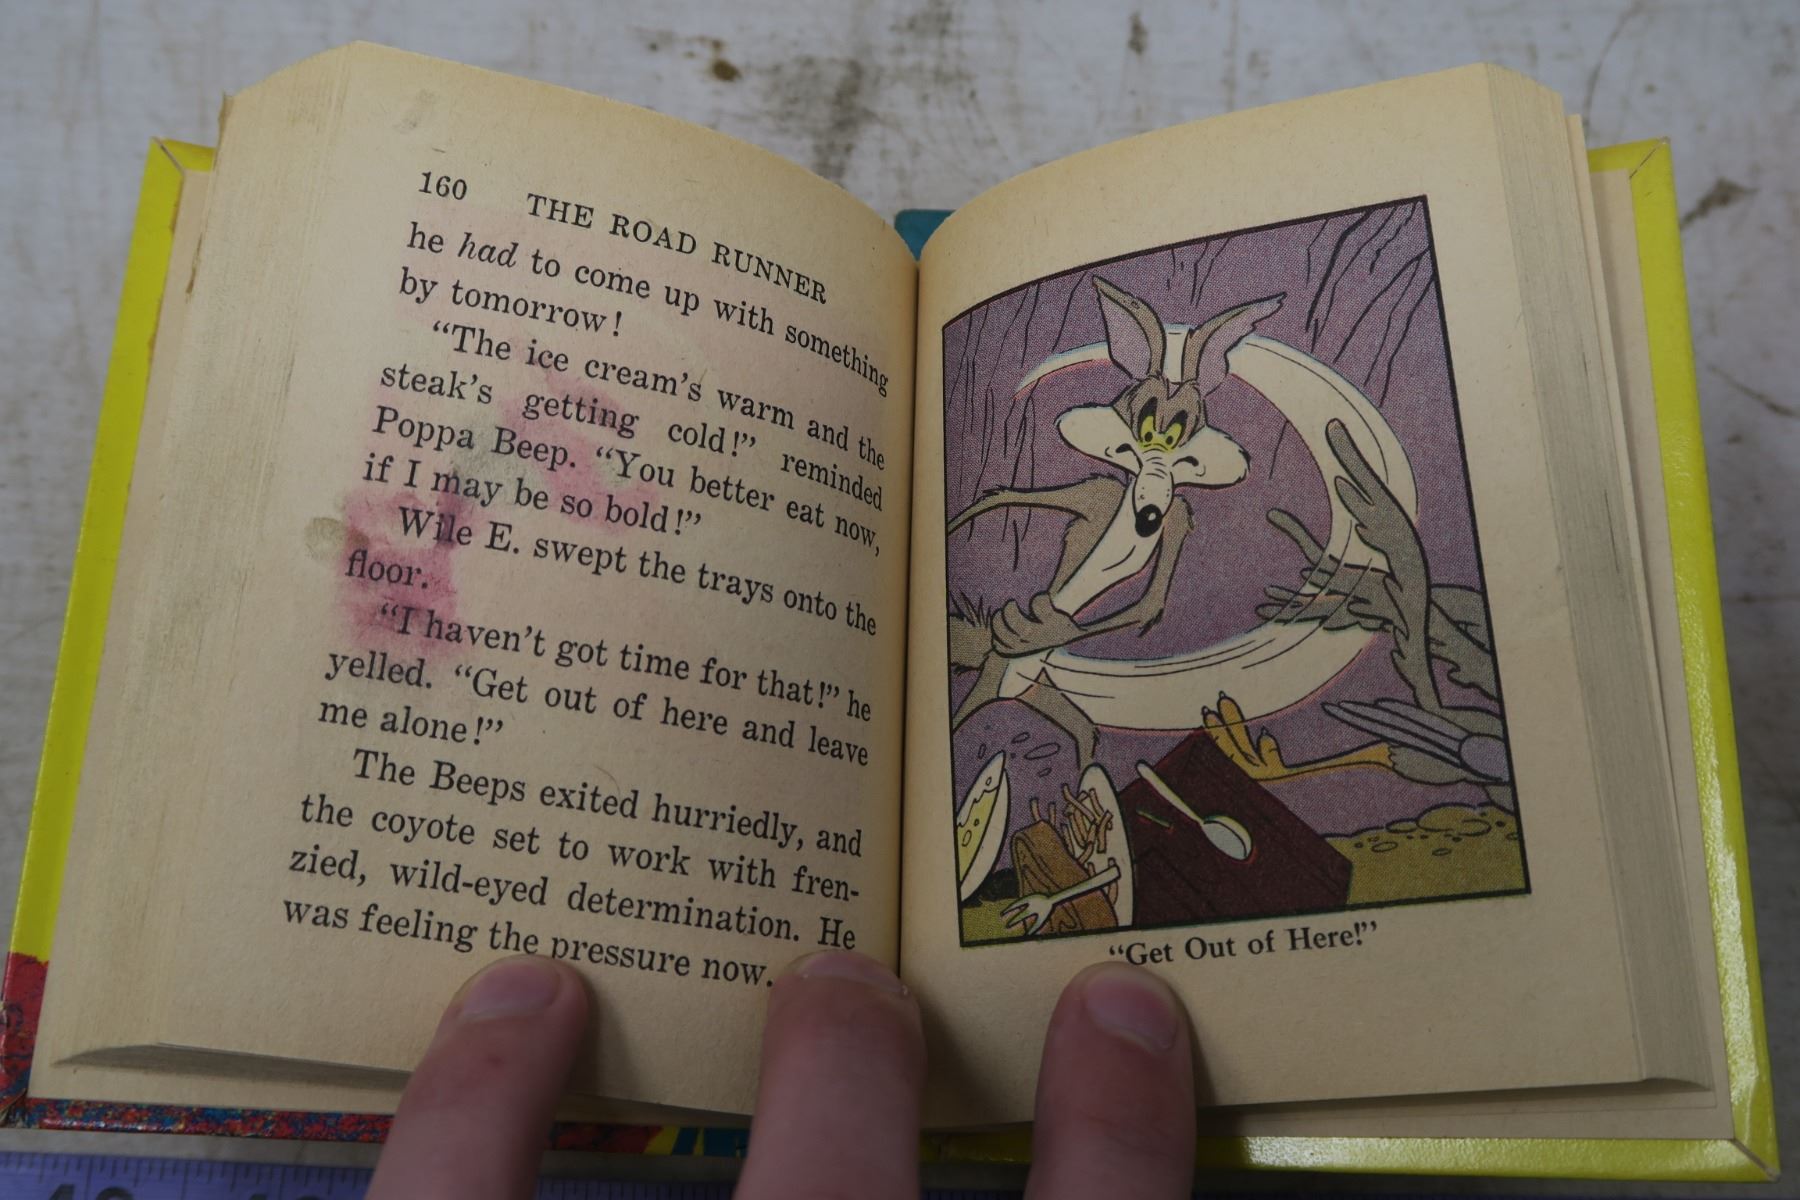 160 THE ROAD RUNNER
he had to come up with something
by tomorrow!
“The ice cream’s warm and the
steak’s getting cold!” reminded
Poppa Beep. “You better eat now,
if I may be so bold!”
Wile E. swept the trays onto the
floor.
“I haven’t got time for that!” he
yelled. “Get out of here and leave
me alone!”
The Beeps exited hurriedly, and
the coyote set to work with fren-
zied, wild-eyed determination. He
was feeling the pressure now.
“Get Out of Here!”